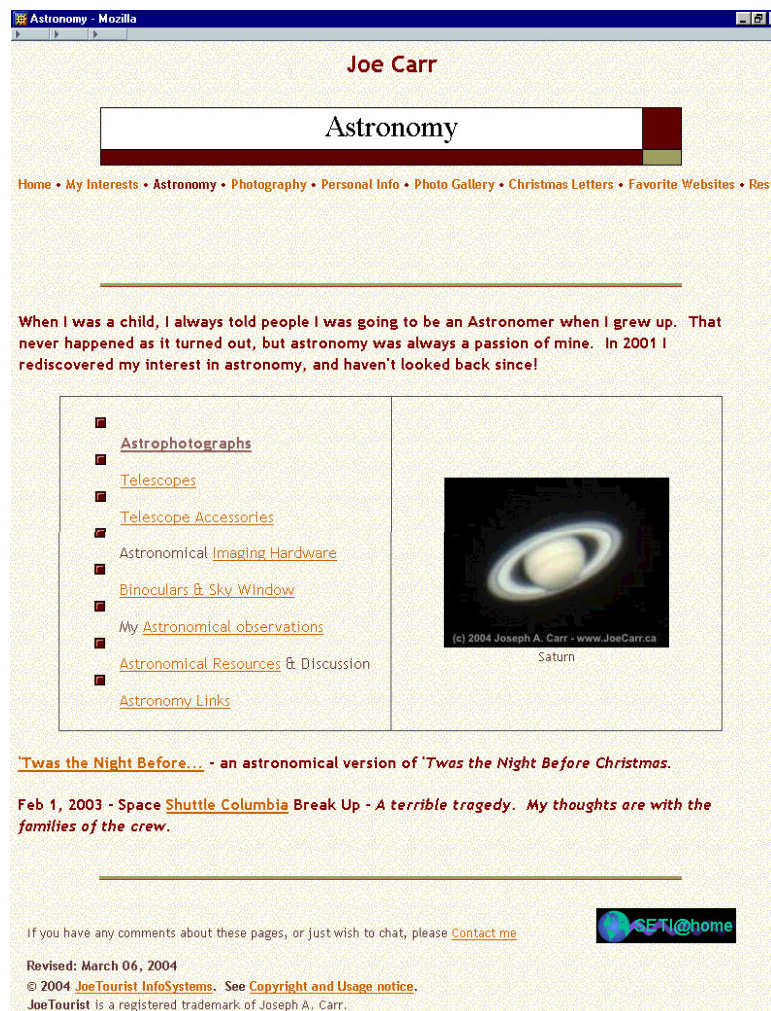 Astronomy - Mozilla
Joe Carr
Astronomy
Home • My Interests • Astronomy • Photography • Personal Info • Photo Gallery • Christmas Letters • Favorite Websites • Res
When I was a child, I always told people I was going to be an Astronomer when I grew up. That
never happened as it turned out, but astronomy was always a passion of mine. In 2001 I
rediscovered my interest in astronomy, and haven't looked back since!
Astrophotographs
Telescopes
Telescope Accessories
Astronomical Imaging Hardware
Binoculars & Sky Window
My Astronomical observations
Astronomical Resources & Discussion
Astronomy Links
(c) 2004 Joseph A. Carr - www.JoeCarr.ca
Saturn
'Twas the Night Before... - an astronomical version of 'Twas the Night Before Christmas.
Feb 1, 2003 - Space Shuttle Columbia Break Up - A terrible tragedy. My thoughts are with the
families of the crew.
If you have any comments about these pages, or just wish to chat, please Contact me
SETI@home
Revised: March 06, 2004
© 2004 JoeTourist InfoSystems. See Copyright and Usage notice.
JoeTourist is a registered trademark of Joseph A. Carr.